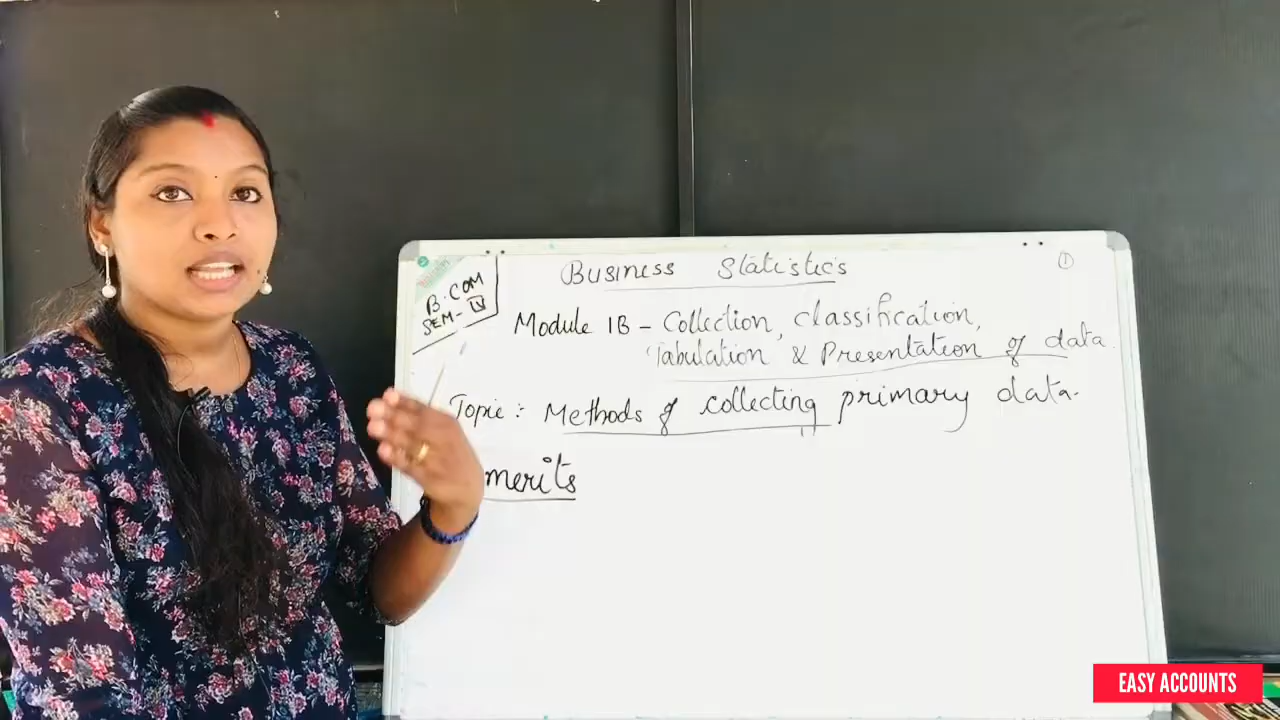 Business Statistics
①
B.COM
SEM- IV
Module 1B - Collection, classification,
Tabulation & Presentation of data.
Topic :- Methods of collecting primary data.
merits
EASY ACCOUNTS